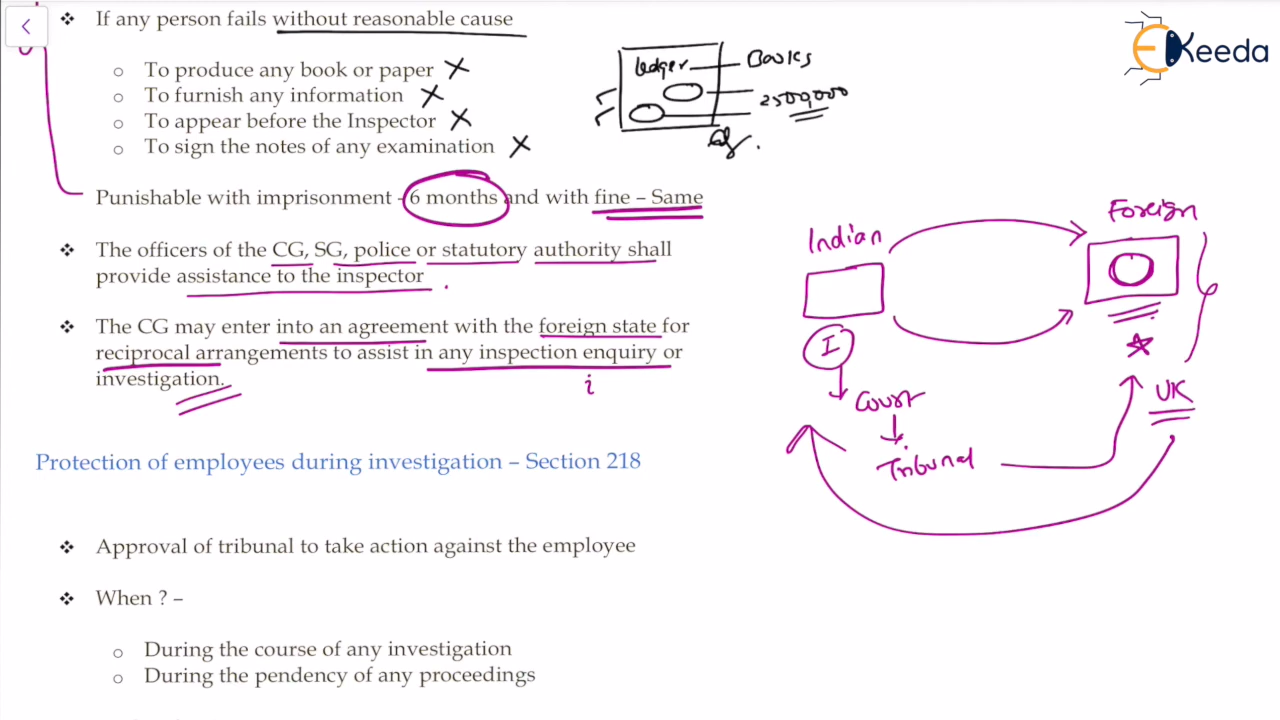 If any person fails without reasonable cause
To produce any book or paper
To furnish any information
To appear before the Inspector
To sign the notes of any examination
ledger
Books
2500,000
EKeeda
Punishable with imprisonment - 6 months and with fine – Same
The officers of the CG, SG, police or statutory authority shall
provide assistance to the inspector
The CG may enter into an agreement with the foreign state for
reciprocal arrangements to assist in any inspection enquiry or
investigation.
i
Indian
Foreign
I
Court
Tribunal
UK
Protection of employees during investigation – Section 218
Approval of tribunal to take action against the employee
When ? –
During the course of any investigation
During the pendency of any proceedings